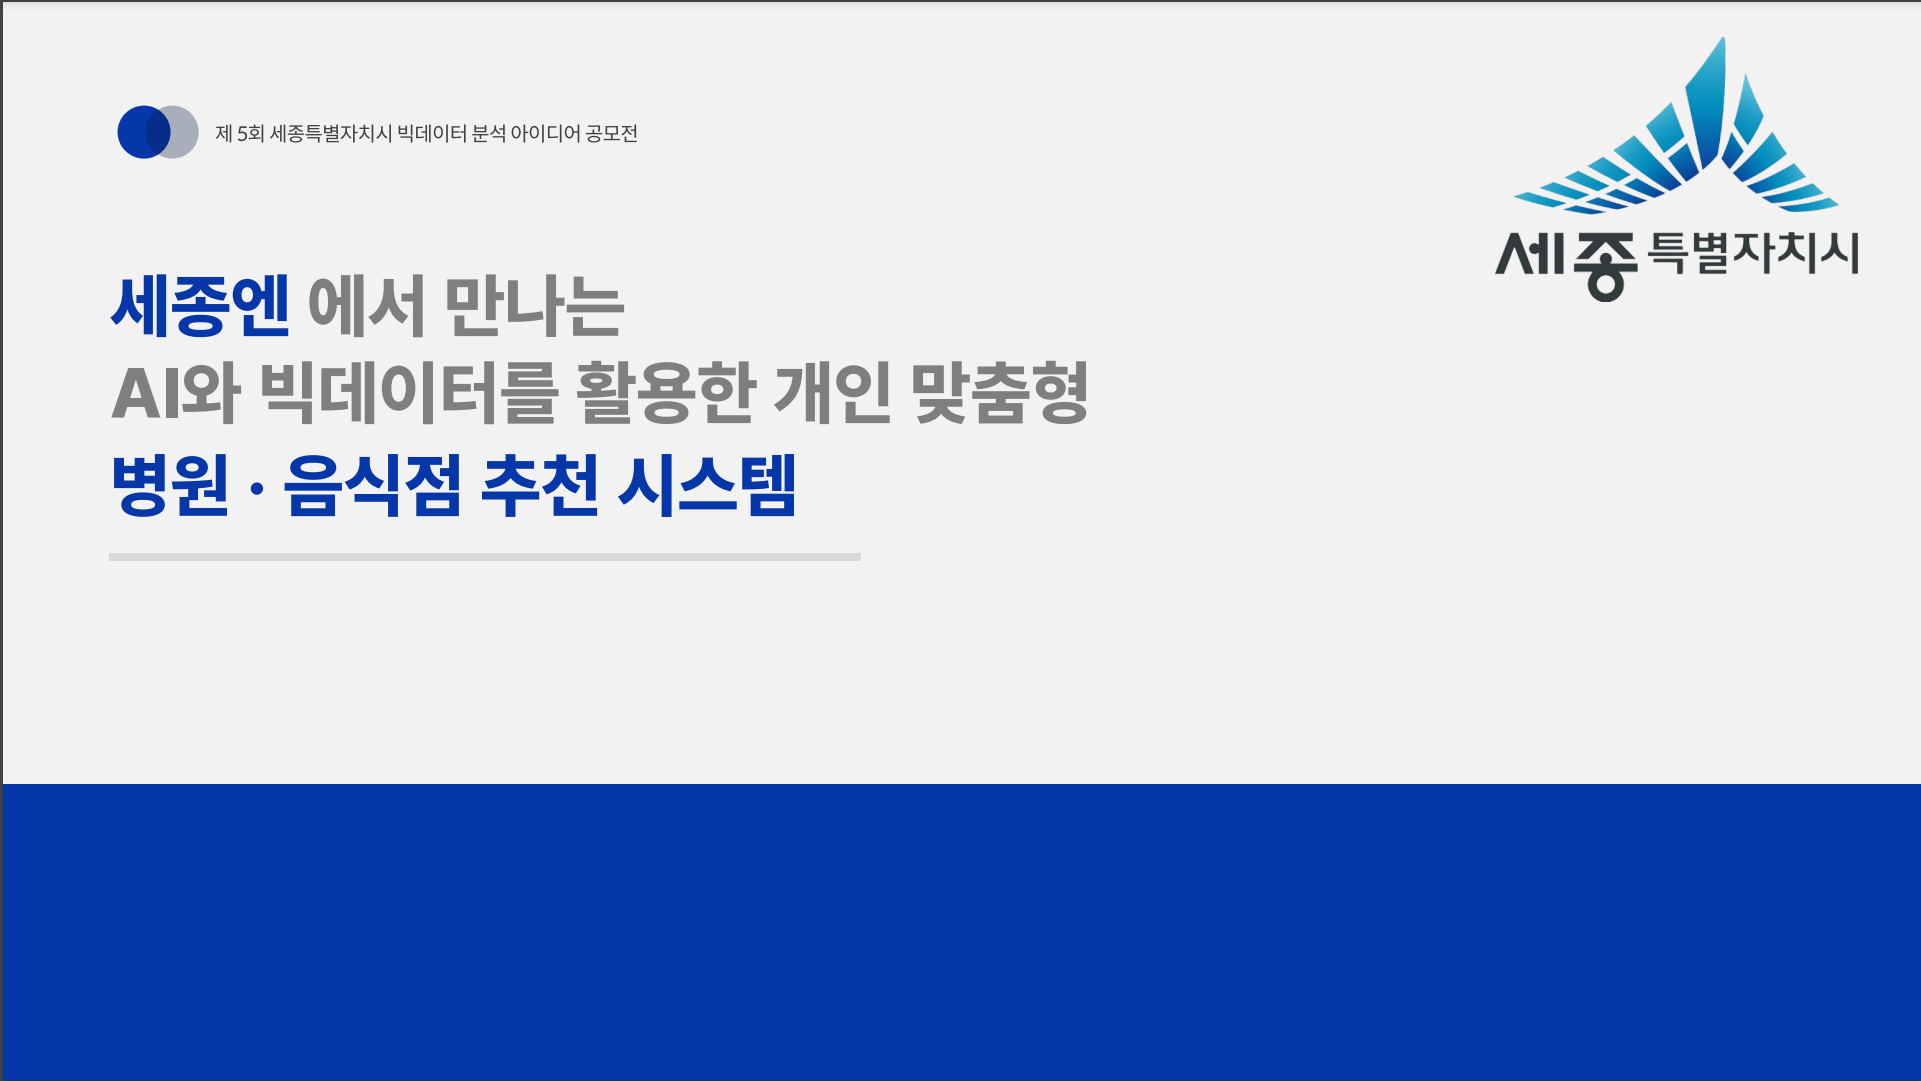 제 5회 세종특별자치시 빅데이터 분석 아이디어 공모전
세종특별자치시
세종엔 에서 만나는
AI와 빅데이터를 활용한 개인 맞춤형
병원 · 음식점 추천 시스템